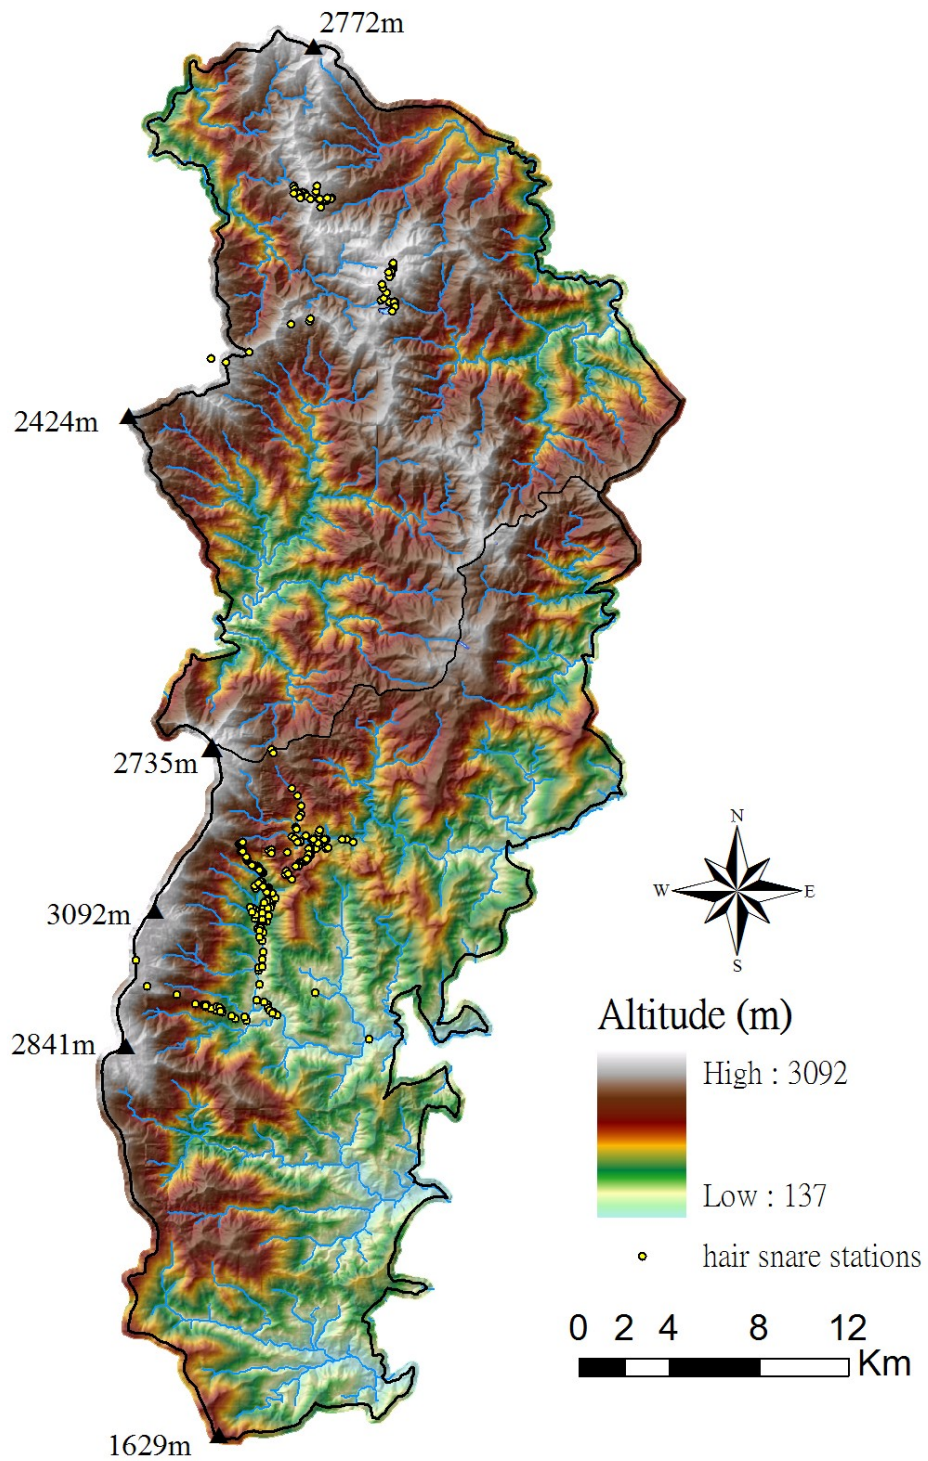 2772m
2424m
2735m
3092m
2841m
1629m
N
W E
S
Altitude (m)
High : 3092
Low : 137
hair snare stations
0 2 4 8 12
Km